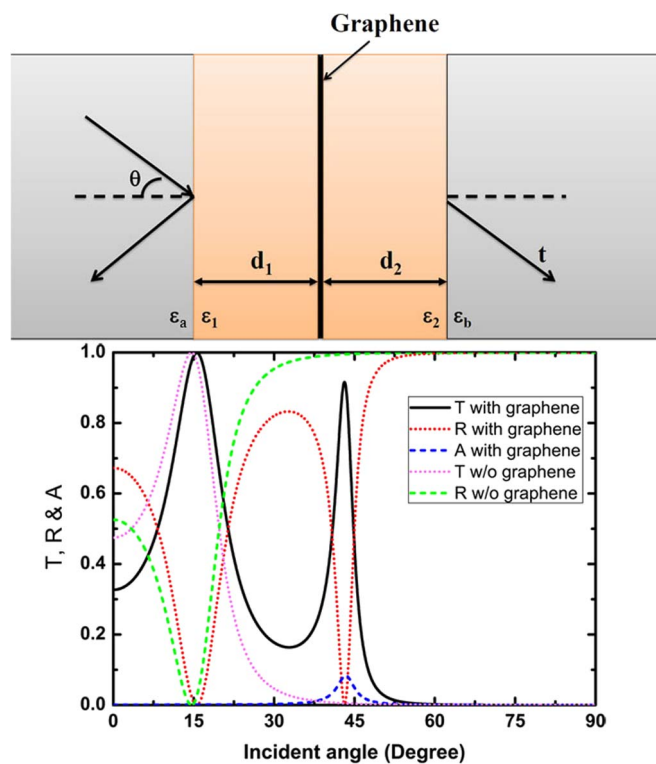 Graphene
θ
d₁ d₂
t
εₐ ε₁ ε₂ ε_b
1.0
0.8
0.6
0.4
0.2
0.0
T, R & A
T with graphene
R with graphene
A with graphene
T w/o graphene
R w/o graphene
0 15 30 45 60 75 90
Incident angle (Degree)